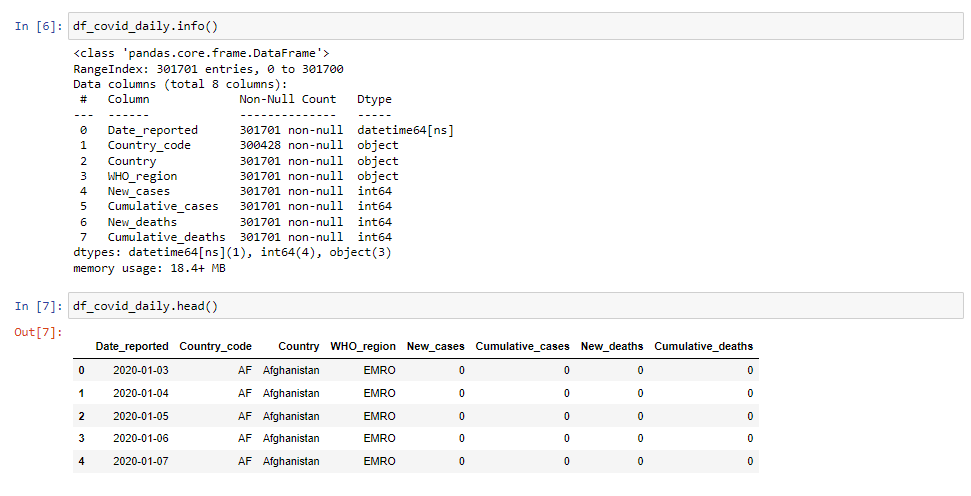 In [6]: df_covid_daily.info()
<class 'pandas.core.frame.DataFrame'>
RangeIndex: 301701 entries, 0 to 301700
Data columns (total 8 columns):
 #   Column             Non-Null Count   Dtype
---  ------             --------------   -----
 0   Date_reported      301701 non-null  datetime64[ns]
 1   Country_code       300428 non-null  object
 2   Country            301701 non-null  object
 3   WHO_region         301701 non-null  object
 4   New_cases          301701 non-null  int64
 5   Cumulative_cases   301701 non-null  int64
 6   New_deaths         301701 non-null  int64
 7   Cumulative_deaths  301701 non-null  int64
dtypes: datetime64[ns](1), int64(4), object(3)
memory usage: 18.4+ MB
In [7]: df_covid_daily.head()
Out[7]:
Date_reported Country_code Country WHO_region New_cases Cumulative_cases New_deaths Cumulative_deaths
0 2020-01-03 AF Afghanistan EMRO 0 0 0 0
1 2020-01-04 AF Afghanistan EMRO 0 0 0 0
2 2020-01-05 AF Afghanistan EMRO 0 0 0 0
3 2020-01-06 AF Afghanistan EMRO 0 0 0 0
4 2020-01-07 AF Afghanistan EMRO 0 0 0 0